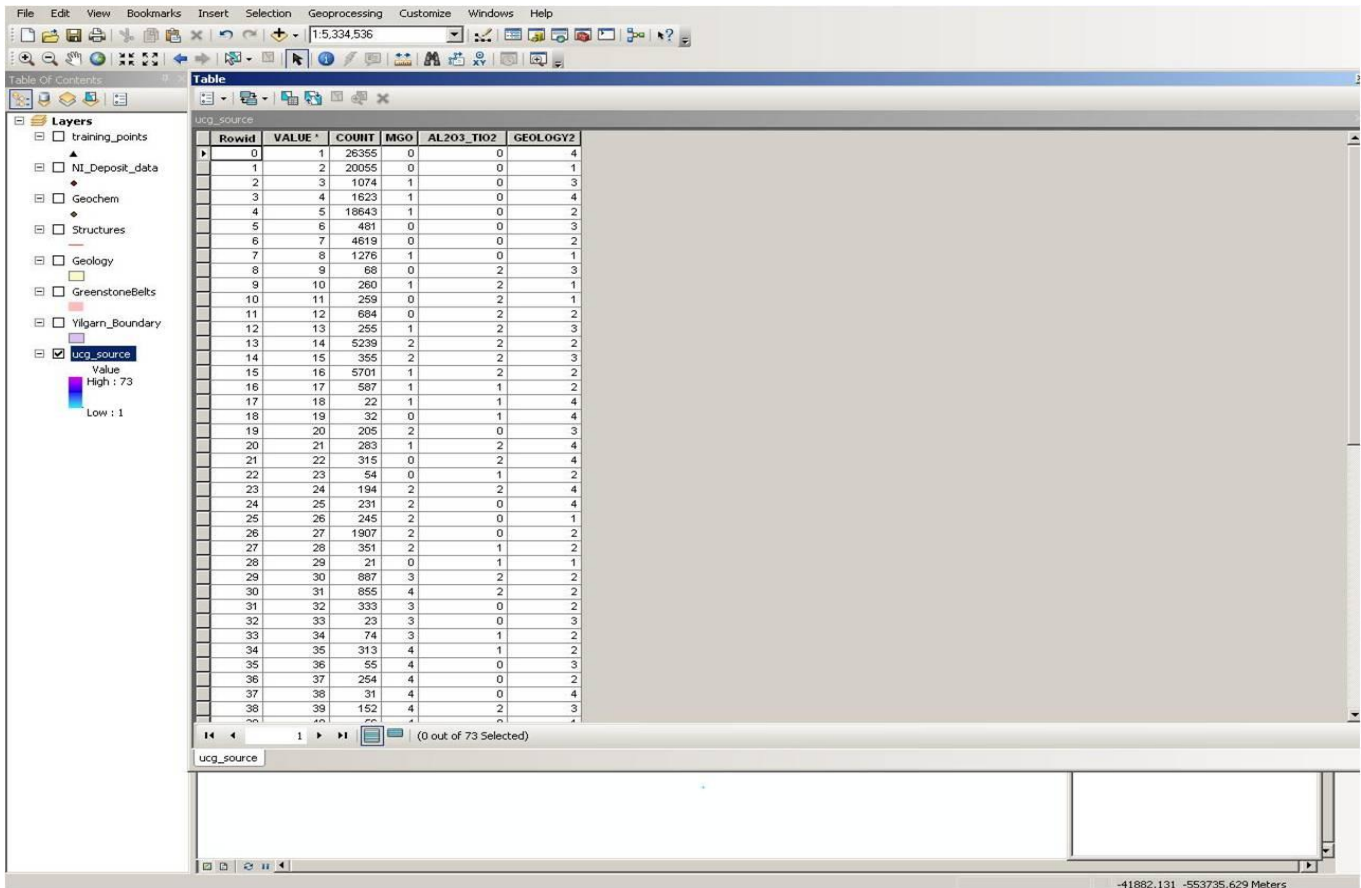 File Edit View Bookmarks Insert Selection Geoprocessing Customize Windows Help
1:5,334,536
Table Of Contents
Table
ucg_source
Layers
training_points
NI_Deposit_data
Geochem
Structures
Geology
GreenstoneBelts
Yilgarn_Boundary
ucg_source
Value
High : 73
Low : 1
Rowid VALUE * COUNT MGO AL2O3_TIO2 GEOLOGY2
0 1 26355 0 0 4
1 2 20055 0 0 1
2 3 1074 1 0 3
3 4 1623 1 0 4
4 5 18643 1 0 2
5 6 481 0 0 3
6 7 4619 0 0 2
7 8 1276 1 0 1
8 9 68 0 2 3
9 10 260 1 2 1
10 11 259 0 2 1
11 12 684 0 2 2
12 13 255 1 2 3
13 14 5239 2 2 2
14 15 355 2 2 3
15 16 5701 1 2 2
16 17 587 1 1 2
17 18 22 1 1 4
18 19 32 0 1 4
19 20 205 2 0 3
20 21 283 1 2 4
21 22 315 0 2 4
22 23 54 0 1 2
23 24 194 2 2 4
24 25 231 2 0 4
25 26 245 2 0 1
26 27 1907 2 0 2
27 28 351 2 1 2
28 29 21 0 1 1
29 30 887 3 2 2
30 31 855 4 2 2
31 32 333 3 0 2
32 33 23 3 0 3
33 34 74 3 1 2
34 35 313 4 1 2
35 36 55 4 0 3
36 37 254 4 0 2
37 38 31 4 0 4
38 39 152 4 2 3
1 (0 out of 73 Selected)
ucg_source
-41882.131 -553735.629 Meters